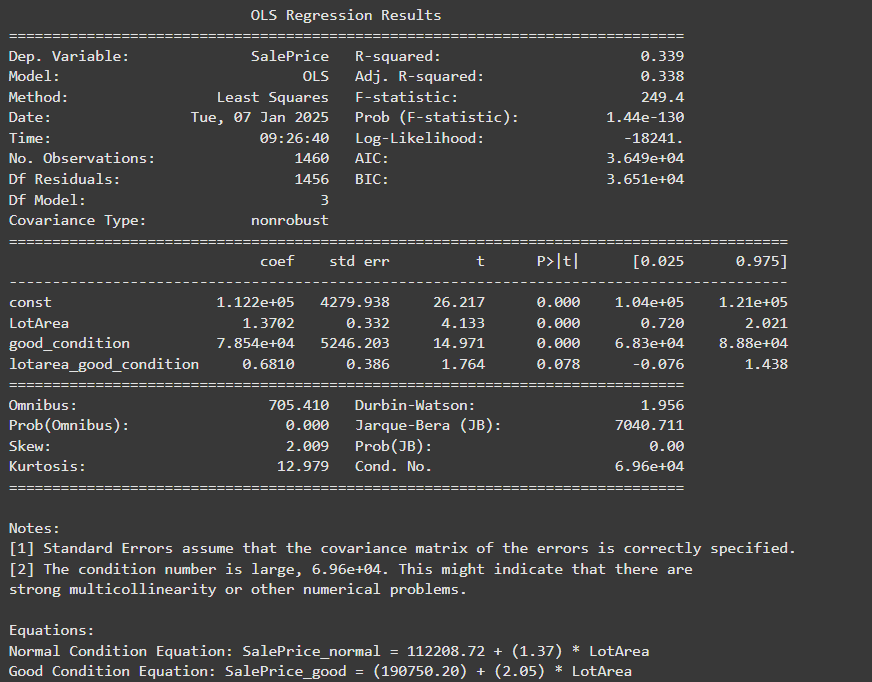 OLS Regression Results
===============================================================================
Dep. Variable:              SalePrice   R-squared:                       0.339
Model:                            OLS   Adj. R-squared:                  0.338
Method:                 Least Squares   F-statistic:                     249.4
Date:                Tue, 07 Jan 2025   Prob (F-statistic):          1.44e-130
Time:                        09:26:40   Log-Likelihood:                -18241.
No. Observations:                1460   AIC:                         3.649e+04
Df Residuals:                    1456   BIC:                         3.651e+04
Df Model:                           3
Covariance Type:            nonrobust
===========================================================================================
                             coef    std err          t      P>|t|      [0.025      0.975]
-------------------------------------------------------------------------------------------
const                   1.122e+05   4279.938     26.217      0.000    1.04e+05    1.21e+05
LotArea                    1.3702      0.332      4.133      0.000       0.720       2.021
good_condition          7.854e+04   5246.203     14.971      0.000    6.83e+04    8.88e+04
lotarea_good_condition     0.6810      0.386      1.764      0.078      -0.076       1.438
===============================================================================
Omnibus:                      705.410   Durbin-Watson:                   1.956
Prob(Omnibus):                  0.000   Jarque-Bera (JB):             7040.711
Skew:                           2.009   Prob(JB):                         0.00
Kurtosis:                      12.979   Cond. No.                     6.96e+04
===============================================================================

Notes:
[1] Standard Errors assume that the covariance matrix of the errors is correctly specified.
[2] The condition number is large, 6.96e+04. This might indicate that there are
strong multicollinearity or other numerical problems.

Equations:
Normal Condition Equation: SalePrice_normal = 112208.72 + (1.37) * LotArea
Good Condition Equation: SalePrice_good = (190750.20) + (2.05) * LotArea